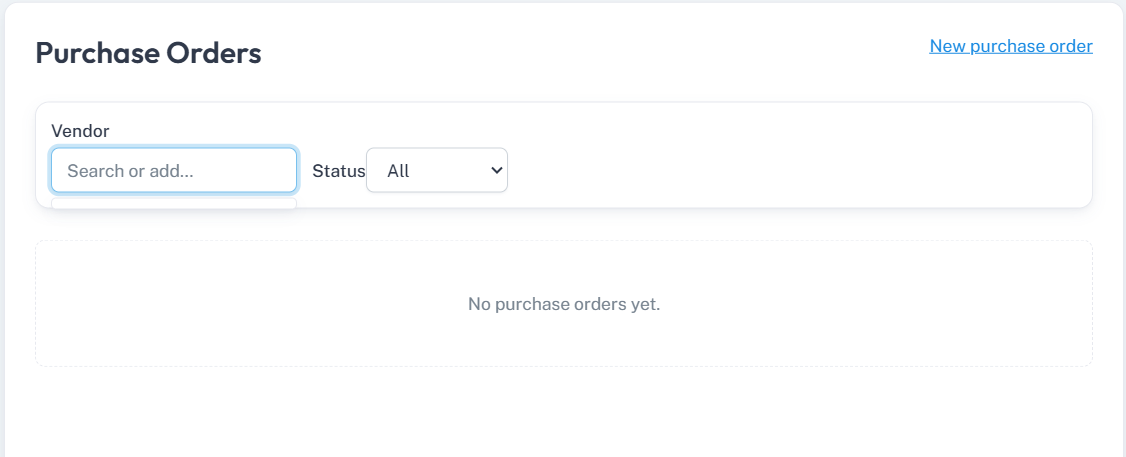 Purchase Orders
New purchase order
Vendor
Search or add...
Status
All
No purchase orders yet.